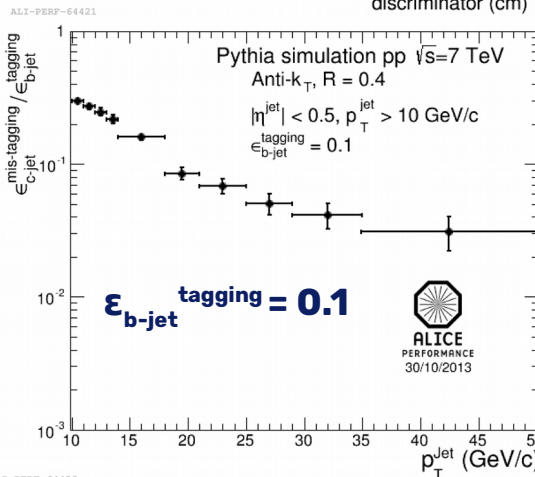 discriminator (cm)
ALI-PERF-64421
Pythia simulation pp √s=7 TeV
Anti-k_T, R = 0.4
|η^jet| < 0.5, p_T^jet > 10 GeV/c
ϵ_b-jet^tagging = 0.1
ϵ_c-jet^mis-tagging / ϵ_b-jet^tagging
1
10^-1
10^-2
10^-3
ε_b-jet^tagging = 0.1
ALICE
PERFORMANCE
30/10/2013
10 15 20 25 30 35 40 45
p_T^Jet (GeV/c)